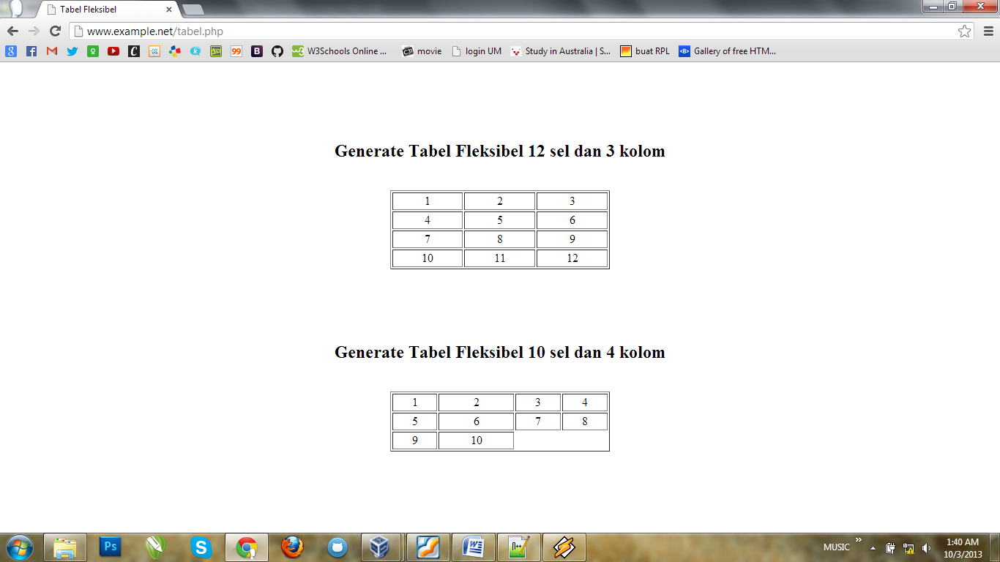 Tabel Fleksibel
www.example.net/tabel.php
W3Schools Online ... movie login UM Study in Australia | S... buat RPL Gallery of free HTM...
Generate Tabel Fleksibel 12 sel dan 3 kolom
1 2 3
4 5 6
7 8 9
10 11 12
Generate Tabel Fleksibel 10 sel dan 4 kolom
1 2 3 4
5 6 7 8
9 10
MUSIC
1:40 AM
10/3/2013